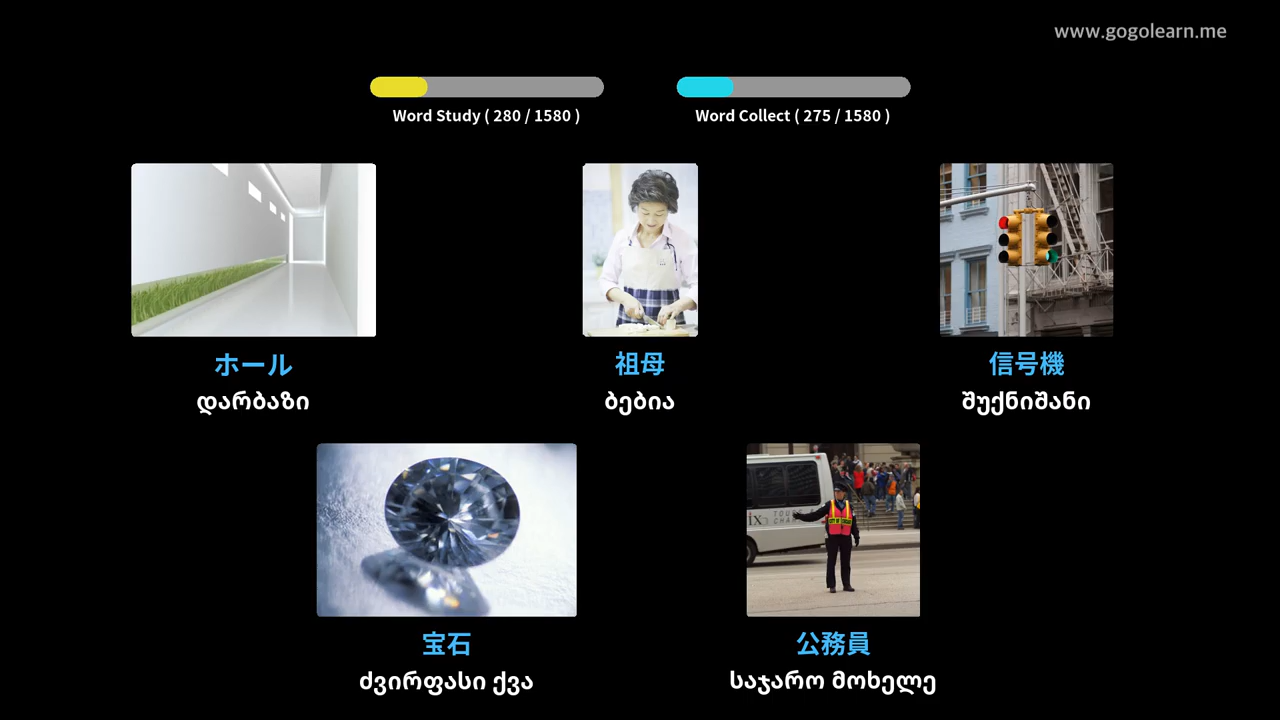 www.gogolearn.me
Word Study ( 280 / 1580 )
Word Collect ( 275 / 1580 )
ホール
დარბაზი
祖母
ბებია
信号機
შუქნიშანი
宝石
ძვირფასი ქვა
公務員
საჯარო მოხელე